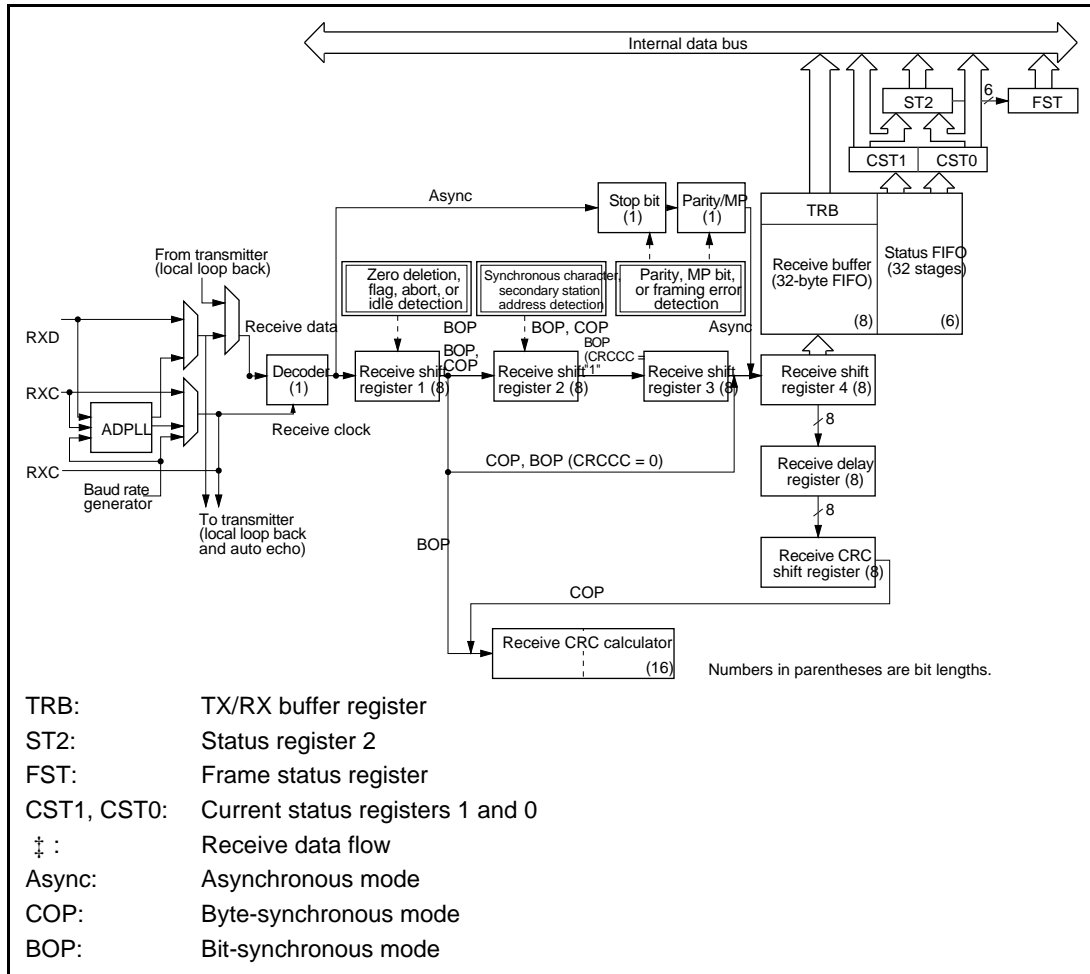 Internal data bus
6
ST2
FST
CST1
CST0
Async
Stop bit
(1)
Parity/MP
(1)
TRB
Receive buffer
(32-byte FIFO)
(8)
Status FIFO
(32 stages)
(6)
From transmitter
(local loop back)
Zero deletion,
flag, abort, or
idle detection
Synchronous character,
secondary station
address detection
Parity, MP bit,
or framing error
detection
Receive data
RXD
BOP
BOP, COP
Async
BOP,
COP
BOP
(CRCCC =
"1"
Decoder
(1)
Receive shift
register 1 (8)
Receive shift
register 2 (8)
Receive shift
register 3 (8)
Receive shift
register 4 (8)
RXC
ADPLL
Receive clock
8
RXC
COP, BOP (CRCCC = 0)
Receive delay
register (8)
Baud rate
generator
8
To transmitter
(local loop back
and auto echo)
BOP
Receive CRC
shift register (8)
COP
Receive CRC calculator
(16)
Numbers in parentheses are bit lengths.
TRB: TX/RX buffer register
ST2: Status register 2
FST: Frame status register
CST1, CST0: Current status registers 1 and 0
‡ : Receive data flow
Async: Asynchronous mode
COP: Byte-synchronous mode
BOP: Bit-synchronous mode